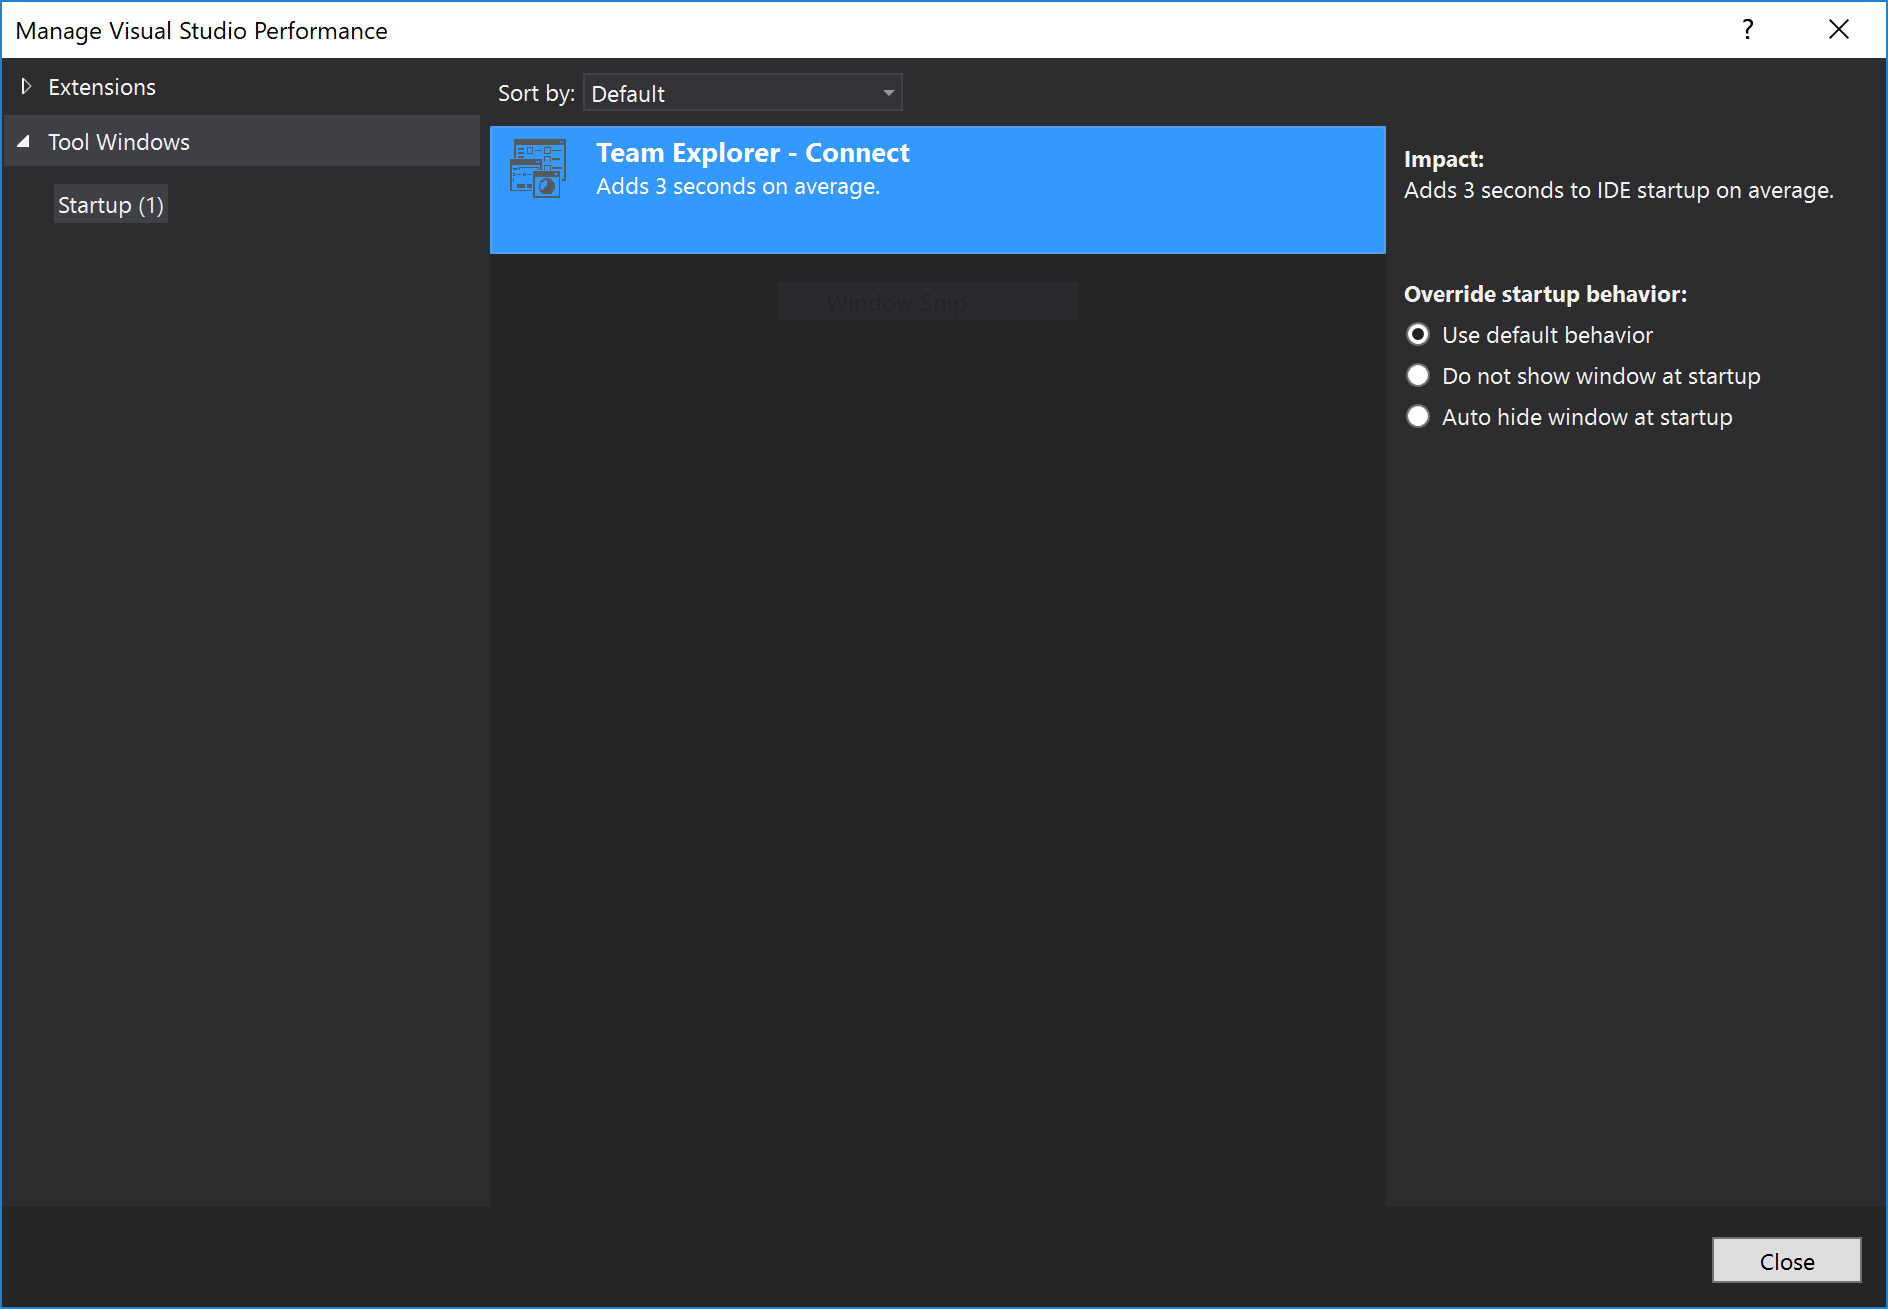 Manage Visual Studio Performance
?
Extensions
Tool Windows
Startup (1)
Sort by: Default
Team Explorer - Connect
Adds 3 seconds on average.
Window Snip
Impact:
Adds 3 seconds to IDE startup on average.
Override startup behavior:
Use default behavior
Do not show window at startup
Auto hide window at startup
Close